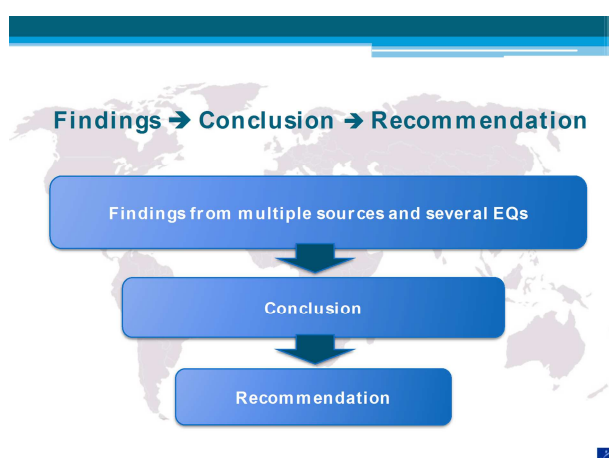 Findings ➔ Conclusion ➔ Recommendation
Findings from multiple sources and several EQs
Conclusion
Recommendation